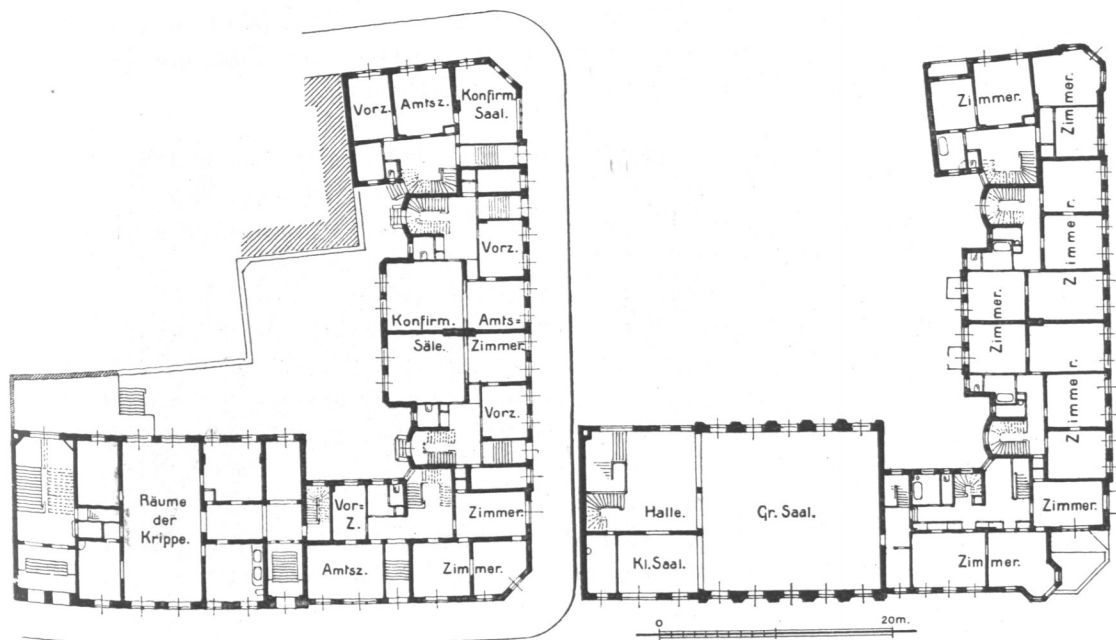 Vorz.
Amtsz.
Konfirm.
Saal.
Vorz.
Konfirm.
Säle.
Amts=
Zimmer.
Vorz.
Räume
der
Krippe.
Vor=
Z.
Zimmer.
Amtsz.
Zimmer.
Zimmer.
Zimmer.
Zimmer.
Zimmer.
Zimmer.
Zimmer.
Zimmer.
Halle.
Gr. Saal.
Kl. Saal.
Zimmer.
Zimmer.
0
20m.